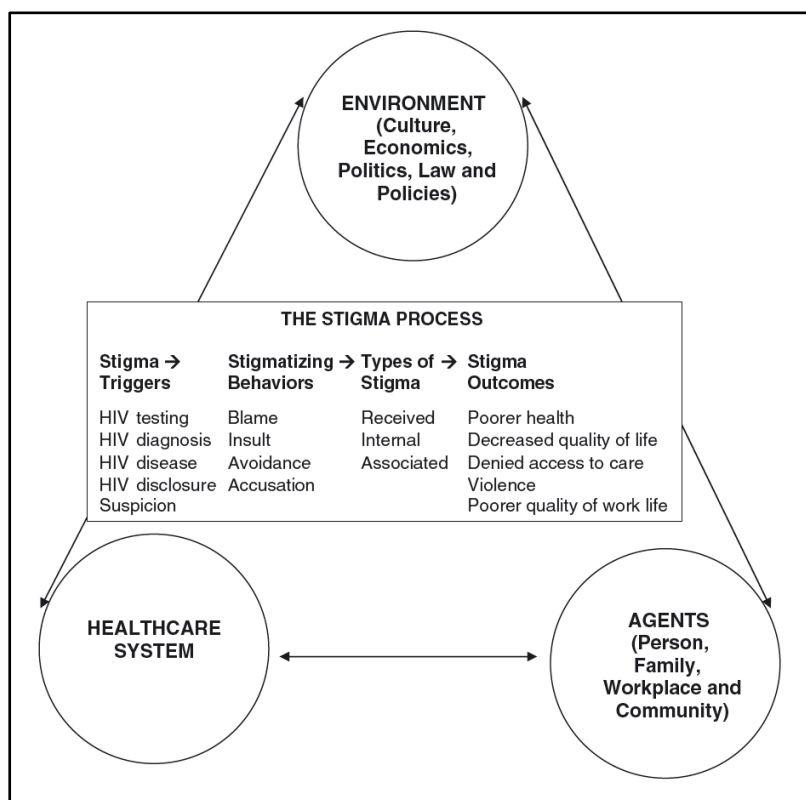 ENVIRONMENT
(Culture,
Economics,
Politics, Law and
Policies)
THE STIGMA PROCESS
Stigma → Stigmatizing → Types of → Stigma
Triggers Behaviors Stigma Outcomes
HIV testing Blame Received Poorer health
HIV diagnosis Insult Internal Decreased quality of life
HIV disease Avoidance Associated Denied access to care
HIV disclosure Accusation Violence
Suspicion Poorer quality of work life
HEALTHCARE
SYSTEM
AGENTS
(Person,
Family,
Workplace and
Community)